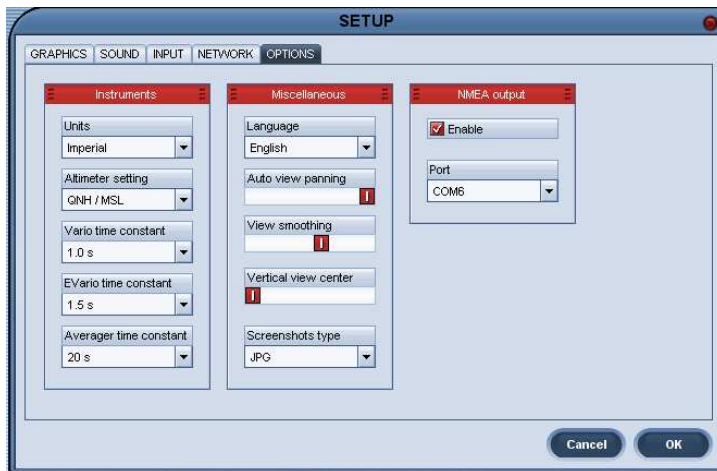 SETUP
GRAPHICS SOUND INPUT NETWORK OPTIONS
Instruments
Units
Imperial
Altimeter setting
QNH / MSL
Vario time constant
1.0 s
EVario time constant
1.5 s
Averager time constant
20 s
Miscellaneous
Language
English
Auto view panning
View smoothing
Vertical view center
Screenshots type
JPG
NMEA output
Enable
Port
COM6
Cancel OK